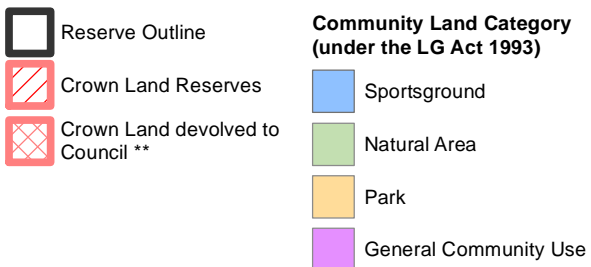 Reserve Outline
Crown Land Reserves
Crown Land devolved to
Council **
Community Land Category
(under the LG Act 1993)
Sportsground
Natural Area
Park
General Community Use